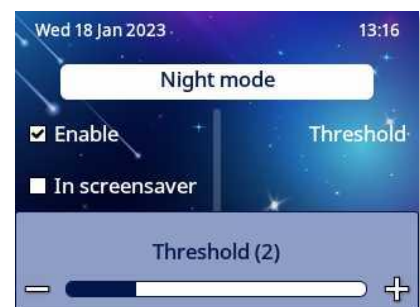 Wed 18 Jan 2023 13:16
Night mode
Enable Threshold
In screensaver
Threshold (2)